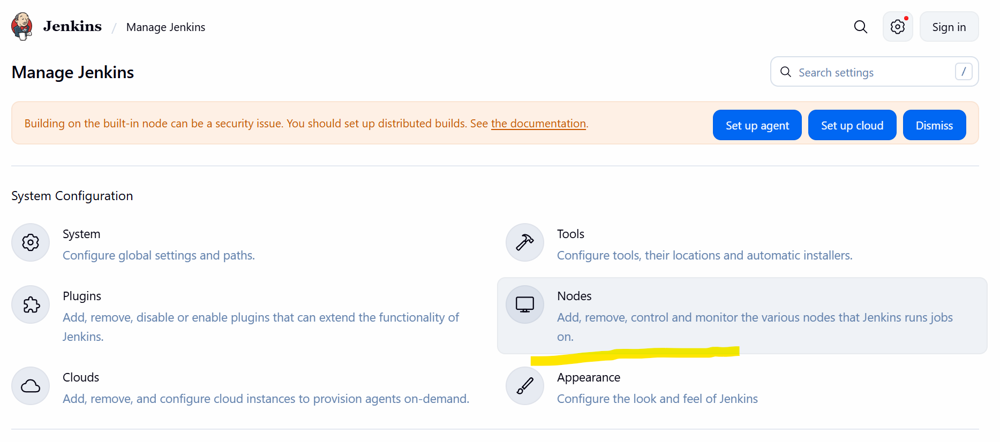 Jenkins / Manage Jenkins
Sign in
Manage Jenkins
Search settings /
Building on the built-in node can be a security issue. You should set up distributed builds. See the documentation.
Set up agent
Set up cloud
Dismiss
System Configuration
System
Configure global settings and paths.
Tools
Configure tools, their locations and automatic installers.
Plugins
Add, remove, disable or enable plugins that can extend the functionality of
Jenkins.
Nodes
Add, remove, control and monitor the various nodes that Jenkins runs jobs
on.
Clouds
Add, remove, and configure cloud instances to provision agents on-demand.
Appearance
Configure the look and feel of Jenkins